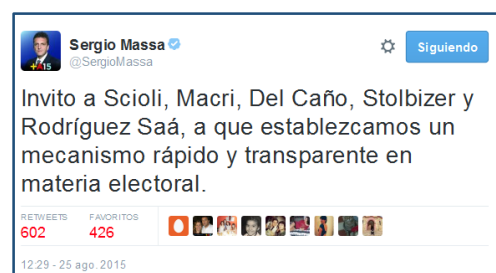 Sergio Massa
@SergioMassa
Siguiendo
Invito a Scioli, Macri, Del Caño, Stolbizer y
Rodríguez Saá, a que establezcamos un
mecanismo rápido y transparente en
materia electoral.
RETWEETS FAVORITOS
602 426
12:29 - 25 ago. 2015